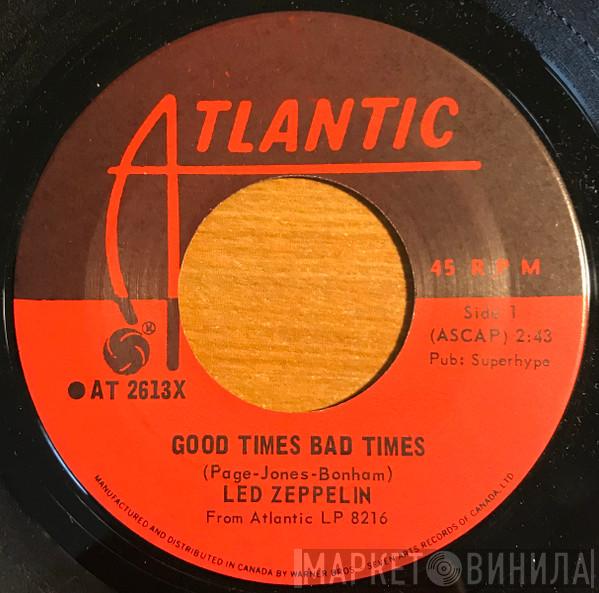 ATLANTIC
45 RPM
Side 1
(ASCAP) 2:43
Pub: Superhype
AT 2613X
GOOD TIMES BAD TIMES
(Page-Jones-Bonham)
LED ZEPPELIN
From Atlantic LP 8216
MANUFACTURED AND DISTRIBUTED IN CANADA BY WARNER BROS. - SEVEN ARTS RECORDS OF CANADA, LTD
МАРКЕТ ВИНИЛА